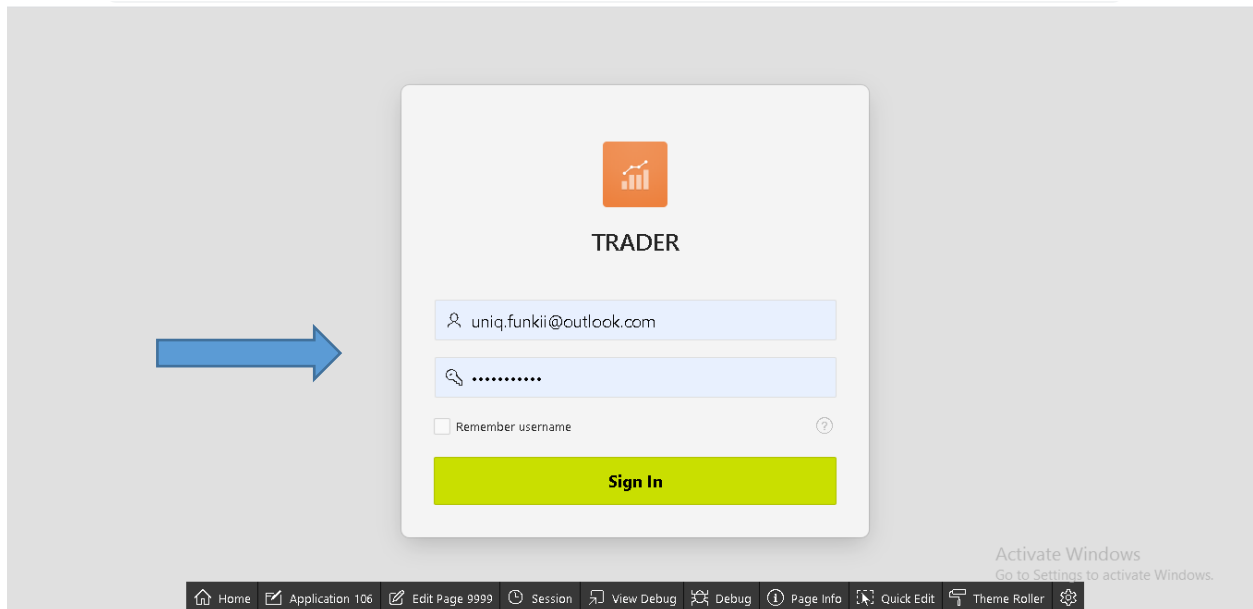 TRADER
uniq.funkii@outlook.com
•••••••••••
Remember username
?
Sign In
Activate Windows
Go to Settings to activate Windows.
Home Application 106 Edit Page 9999 Session View Debug Debug Page Info Quick Edit Theme Roller